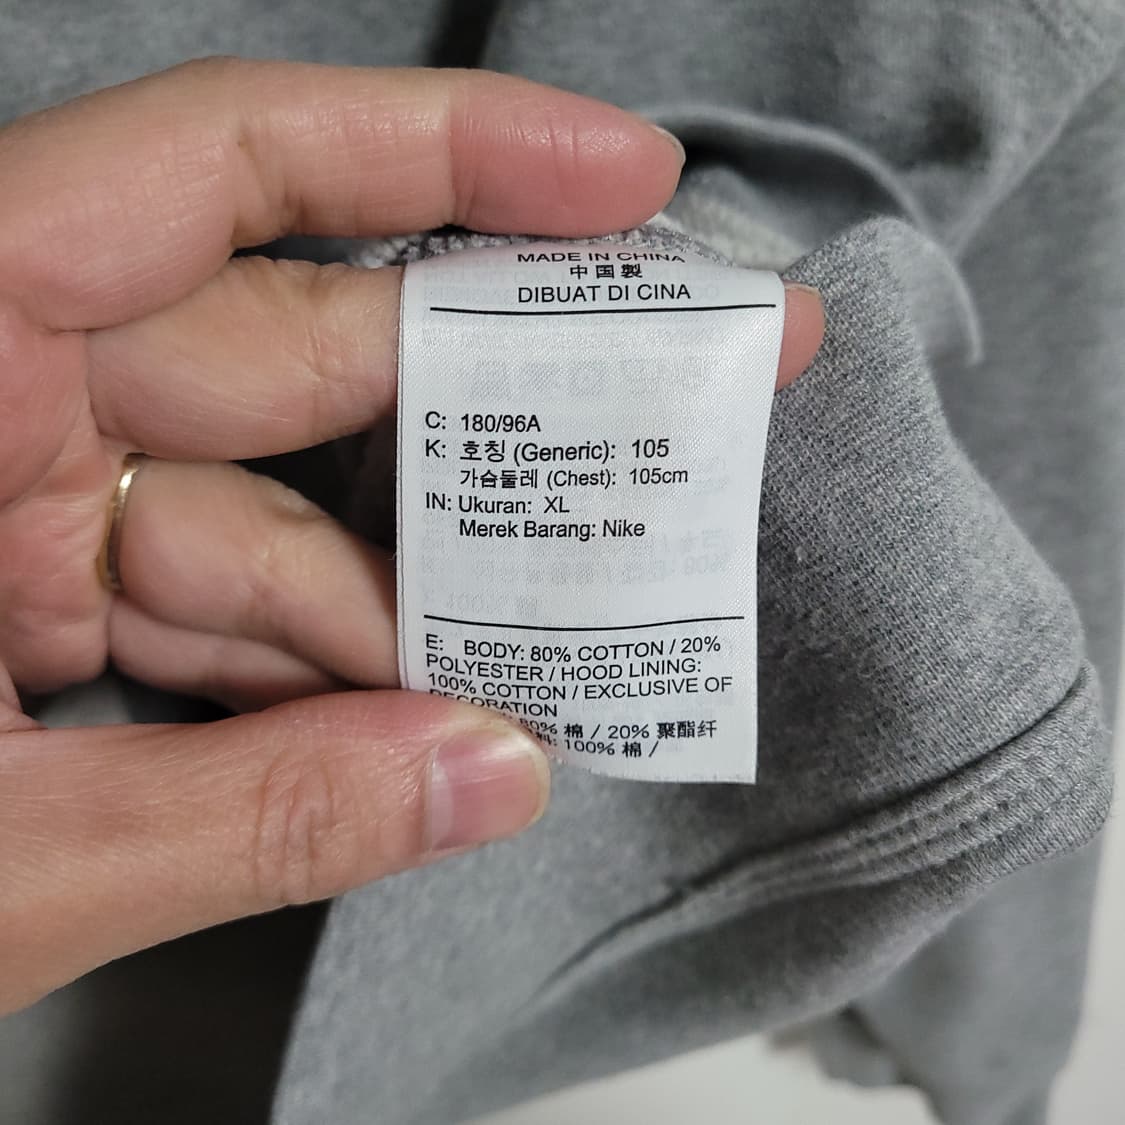 MADE IN CHINA
中国製
DIBUAT DI CINA
C: 180/96A
K: 호칭 (Generic): 105
가슴둘레 (Chest): 105cm
IN: Ukuran: XL
Merek Barang: Nike
E: BODY: 80% COTTON / 20%
POLYESTER / HOOD LINING:
100% COTTON / EXCLUSIVE OF
DECORATION
80% 棉 / 20% 聚酯纤
料: 100% 棉 /